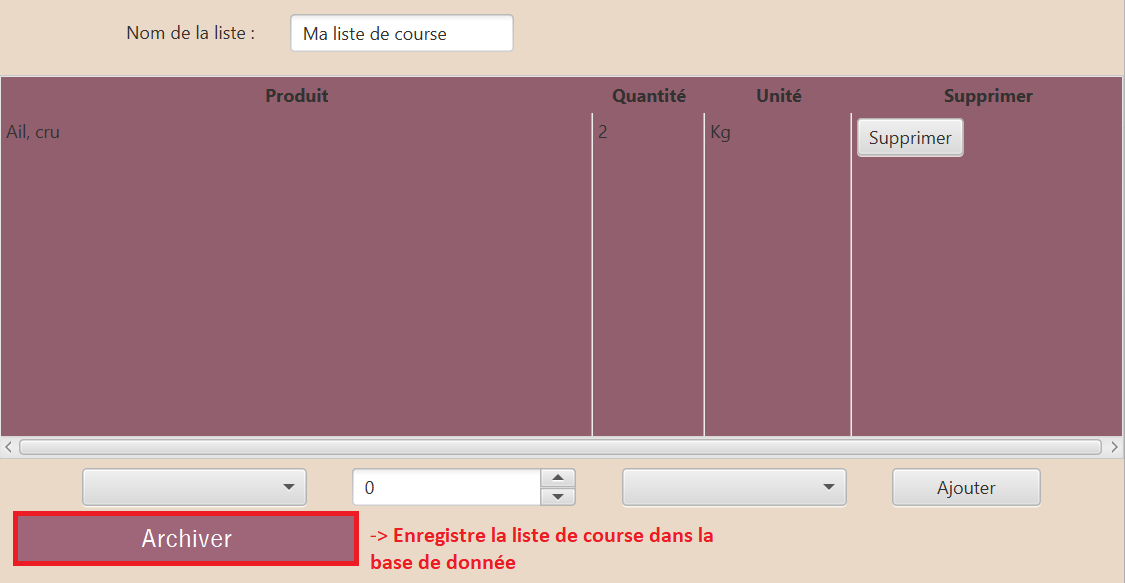 Nom de la liste : Ma liste de course
Produit Quantité Unité Supprimer
Ail, cru 2 Kg Supprimer
0 Ajouter
Archiver
-> Enregistre la liste de course dans la
base de donnée